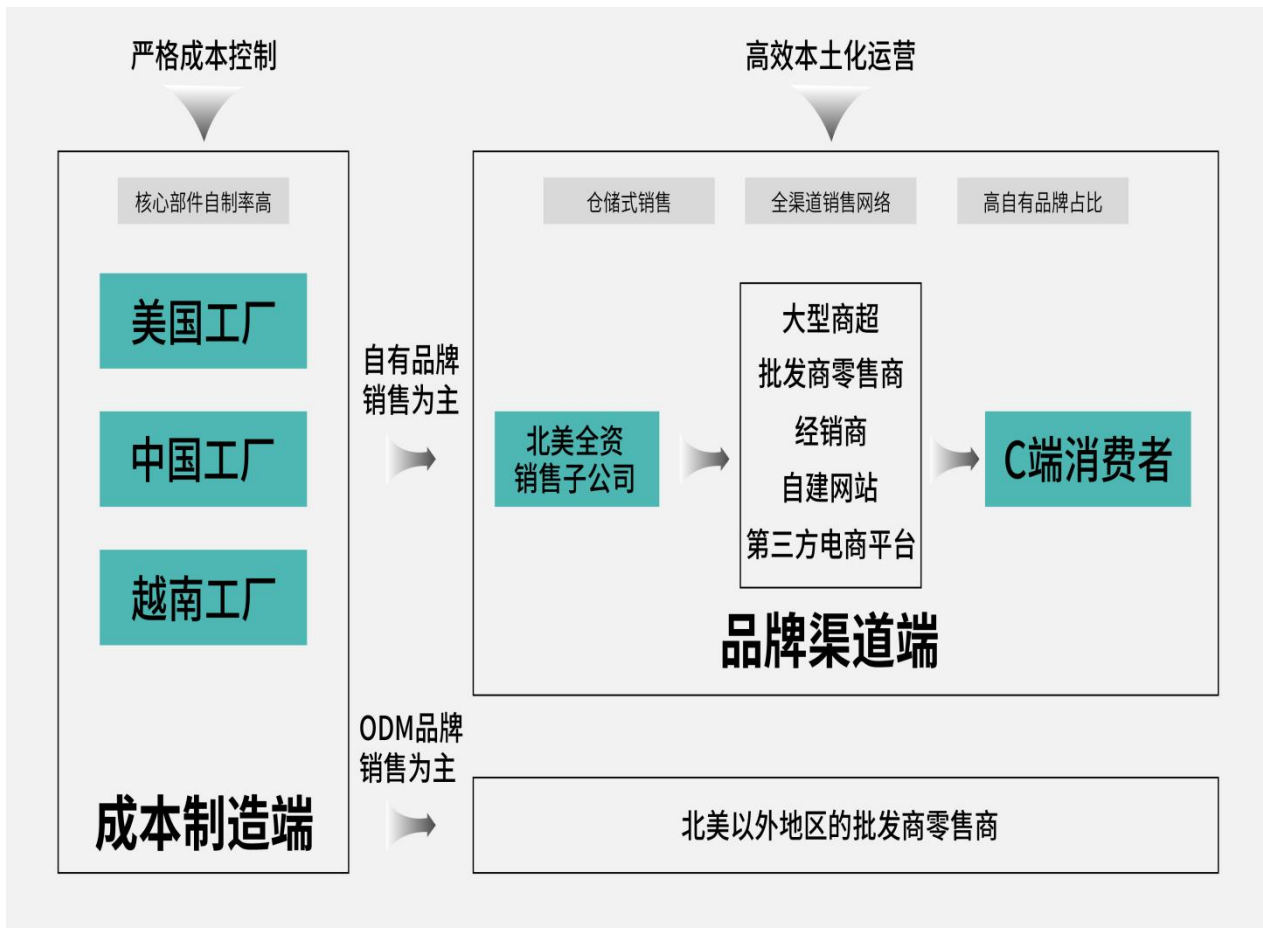 严格成本控制
高效本土化运营
核心部件自制率高
仓储式销售
全渠道销售网络
高自有品牌占比
美国工厂
中国工厂
越南工厂
成本制造端
自有品牌
销售为主
北美全资
销售子公司
大型商超
批发商零售商
经销商
自建网站
第三方电商平台
C端消费者
品牌渠道端
ODM品牌
销售为主
北美以外地区的批发商零售商